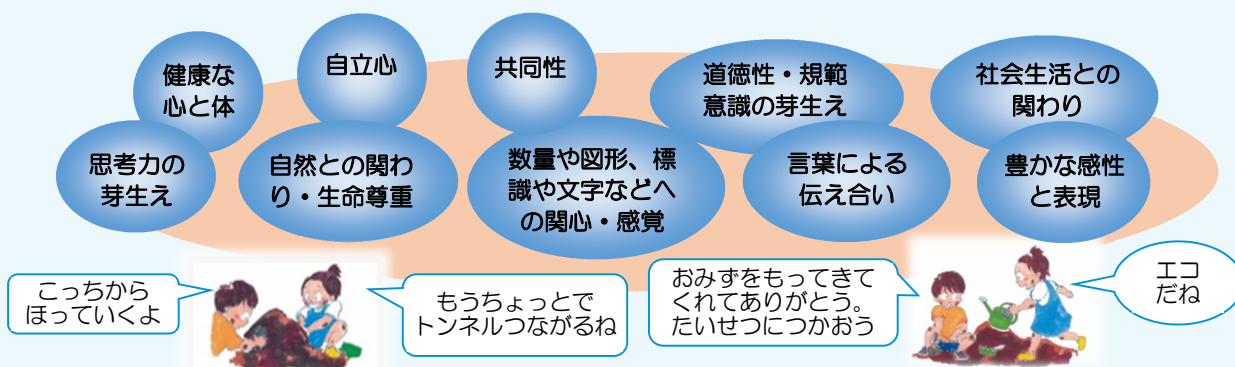 健康な
心と体
自立心
共同性
道徳性・規範
意識の芽生え
社会生活との
関わり
思考力の
芽生え
自然との関わ
り・生命尊重
数量や図形、標
識や文字などへ
の関心・感覚
言葉による
伝え合い
豊かな感性
と表現
こっちから
ほっていくよ
もうちょっとで
トンネルつながるね
おみずをもってきて
くれてありがとう。
たいせつにつかおう
エコ
だね